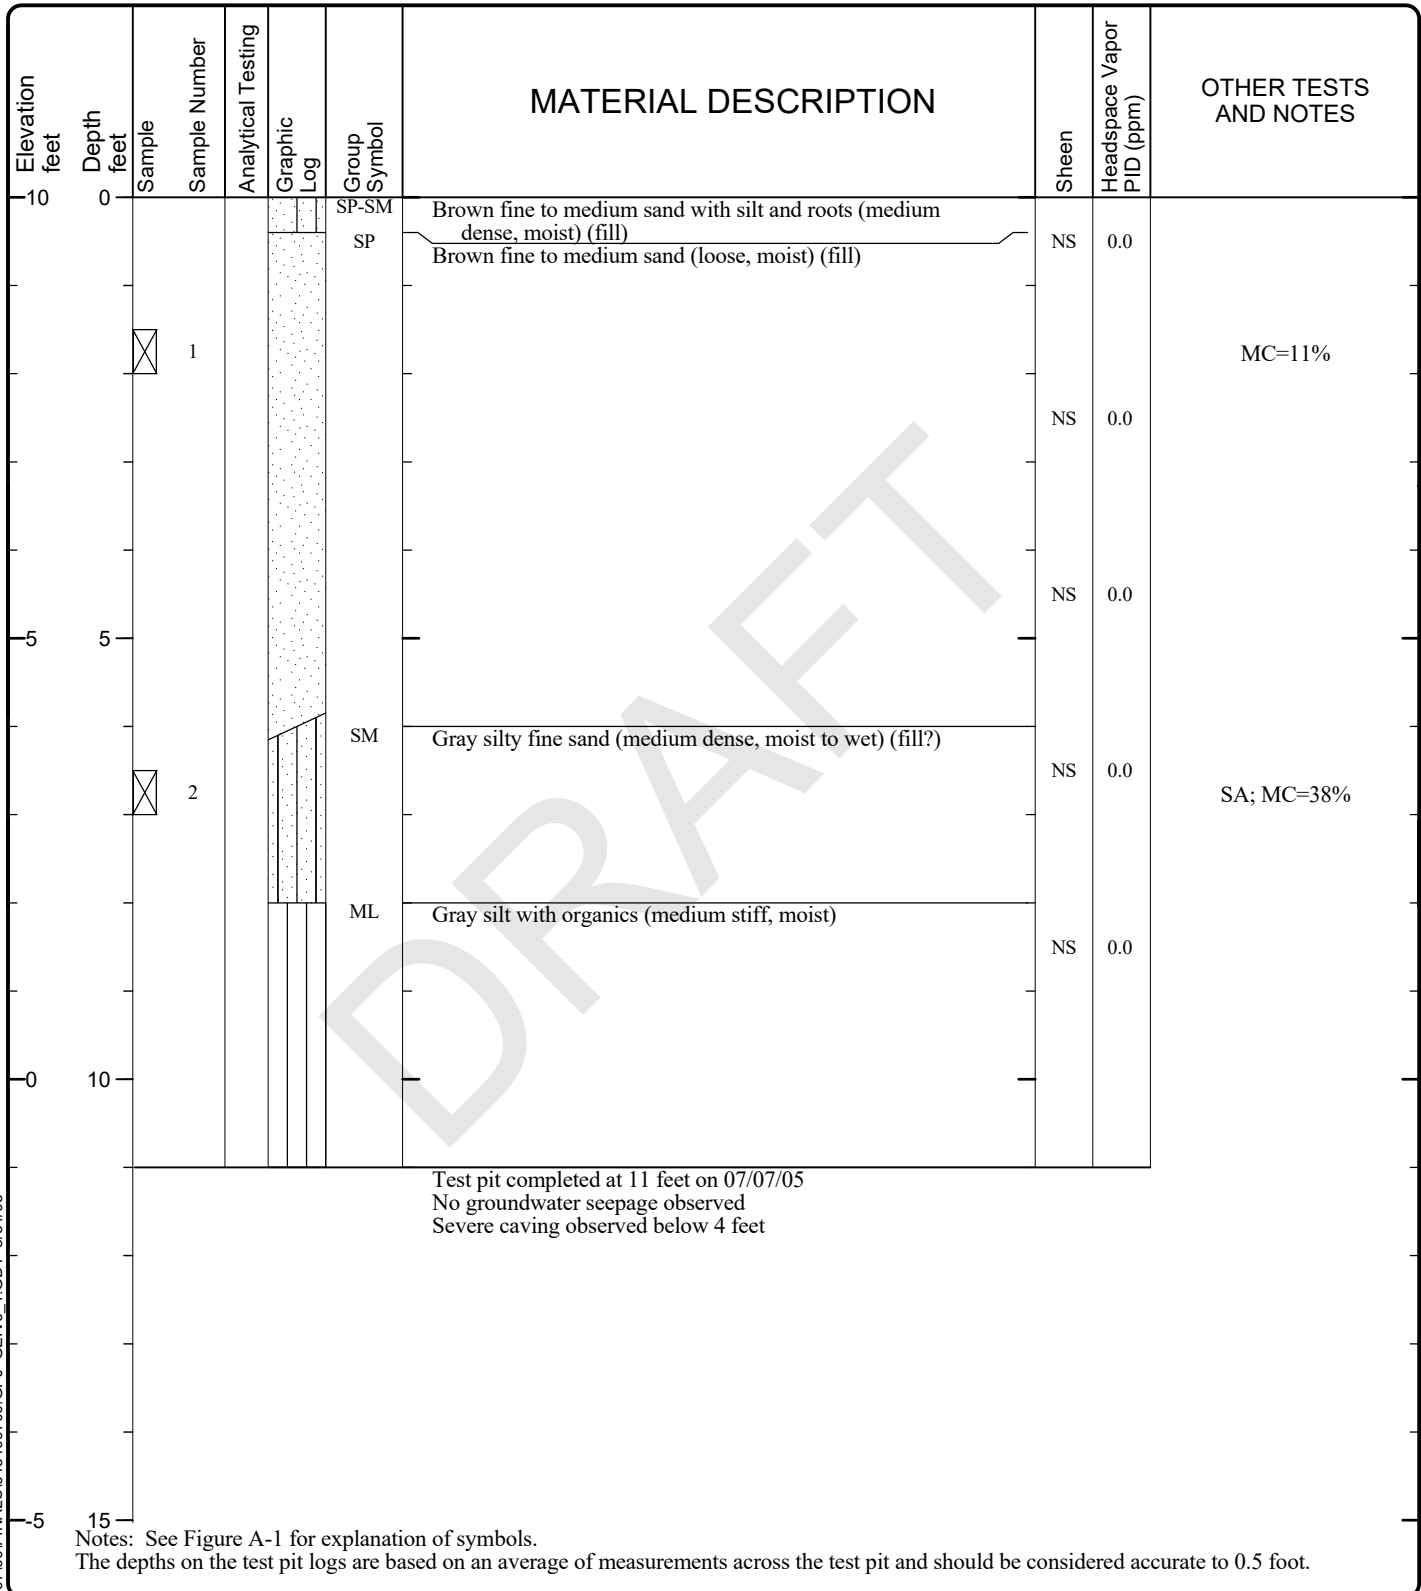 Elevation feet
Depth feet
Sample
Sample Number
Analytical Testing
Graphic Log
Group Symbol
MATERIAL DESCRIPTION
Sheen
Headspace Vapor PID (ppm)
OTHER TESTS
AND NOTES
10 0
SP-SM Brown fine to medium sand with silt and roots (medium
dense, moist) (fill)
SP NS 0.0
Brown fine to medium sand (loose, moist) (fill)
1 MC=11%
NS 0.0
NS 0.0
5 5
SM Gray silty fine sand (medium dense, moist to wet) (fill?)
NS 0.0
2 SA; MC=38%
ML Gray silt with organics (medium stiff, moist)
NS 0.0
0 10
Test pit completed at 11 feet on 07/07/05
No groundwater seepage observed
Severe caving observed below 4 feet
-5 15
Notes: See Figure A-1 for explanation of symbols.
The depths on the test pit logs are based on an average of measurements across the test pit and should be considered accurate to 0.5 foot.
DRAFT